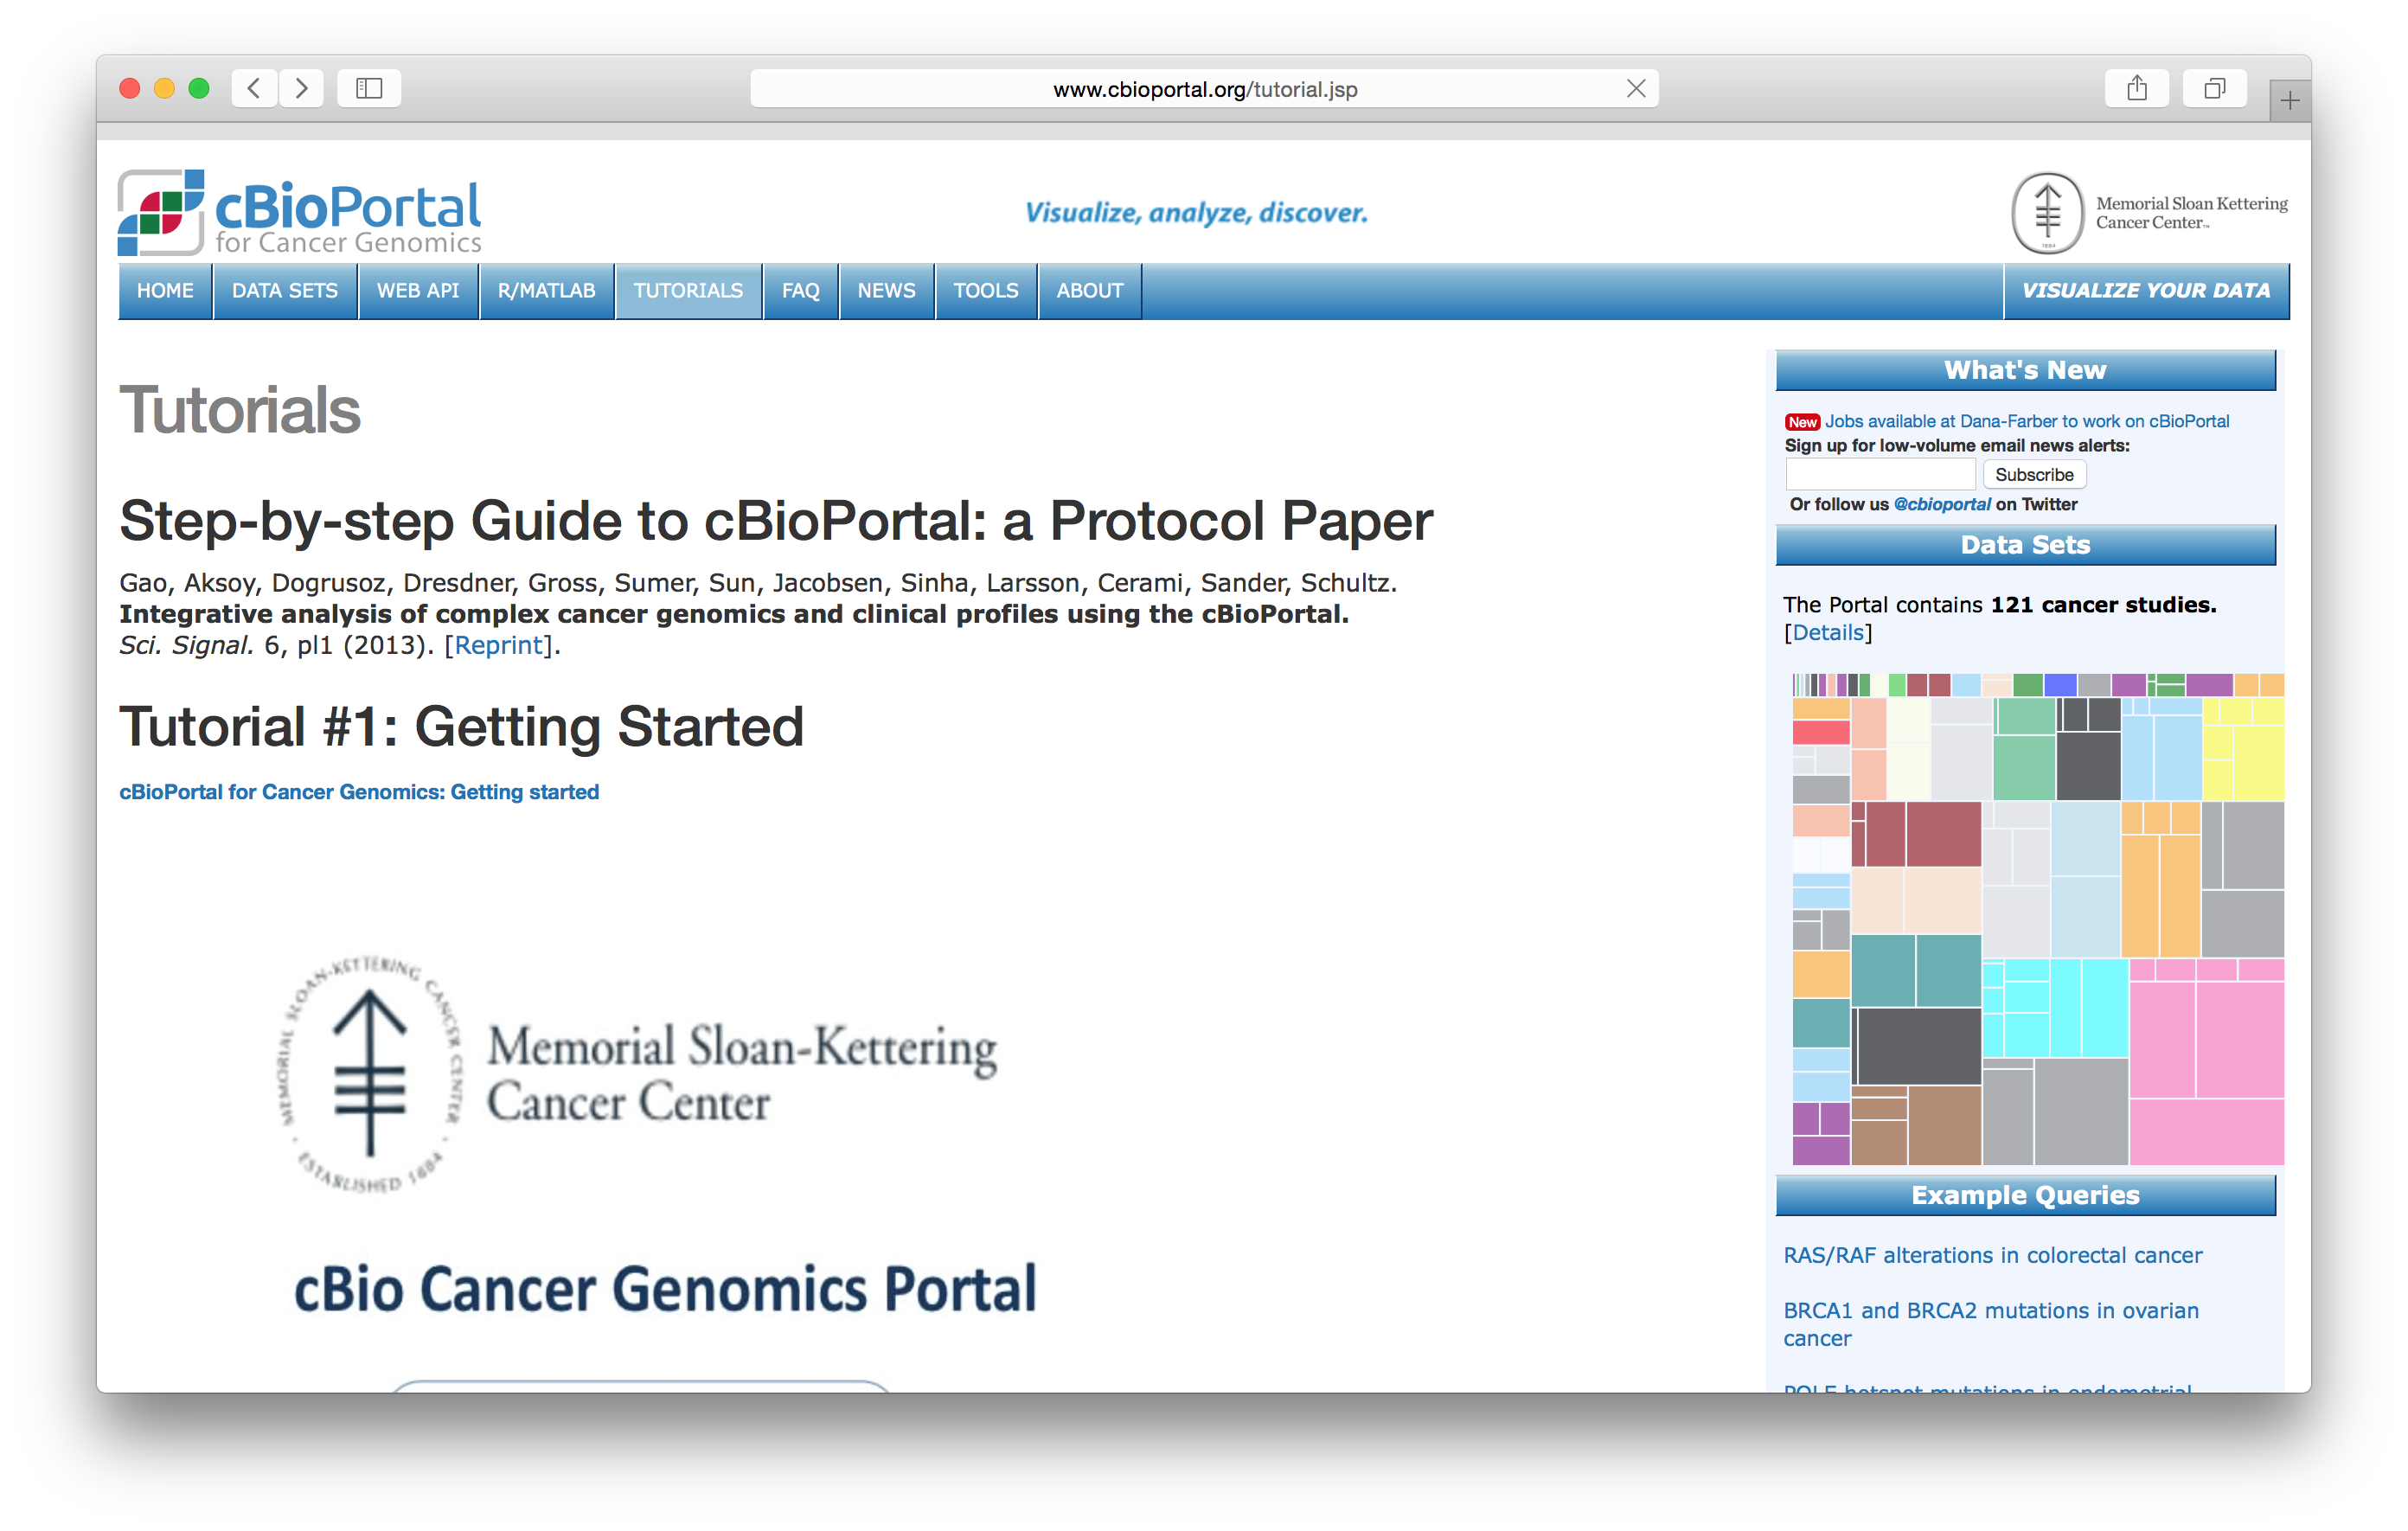 www.cbioportal.org/tutorial.jsp
cBioPortal
for Cancer Genomics
Visualize, analyze, discover.
Memorial Sloan Kettering
Cancer Center™
1884
HOME
DATA SETS
WEB API
R/MATLAB
TUTORIALS
FAQ
NEWS
TOOLS
ABOUT
VISUALIZE YOUR DATA
Tutorials
Step-by-step Guide to cBioPortal: a Protocol Paper
Gao, Aksoy, Dogrusoz, Dresdner, Gross, Sumer, Sun, Jacobsen, Sinha, Larsson, Cerami, Sander, Schultz.
Integrative analysis of complex cancer genomics and clinical profiles using the cBioPortal.
Sci. Signal. 6, pl1 (2013). [Reprint].
Tutorial #1: Getting Started
cBioPortal for Cancer Genomics: Getting started
MEMORIAL SLOAN-KETTERING CANCER CENTER
ESTABLISHED 1884
Memorial Sloan-Kettering
Cancer Center
cBio Cancer Genomics Portal
What's New
New Jobs available at Dana-Farber to work on cBioPortal
Sign up for low-volume email news alerts:
Subscribe
Or follow us @cbioportal on Twitter
Data Sets
The Portal contains 121 cancer studies.
[Details]
Example Queries
RAS/RAF alterations in colorectal cancer
BRCA1 and BRCA2 mutations in ovarian
cancer
POLE hotspot mutations in endometrial